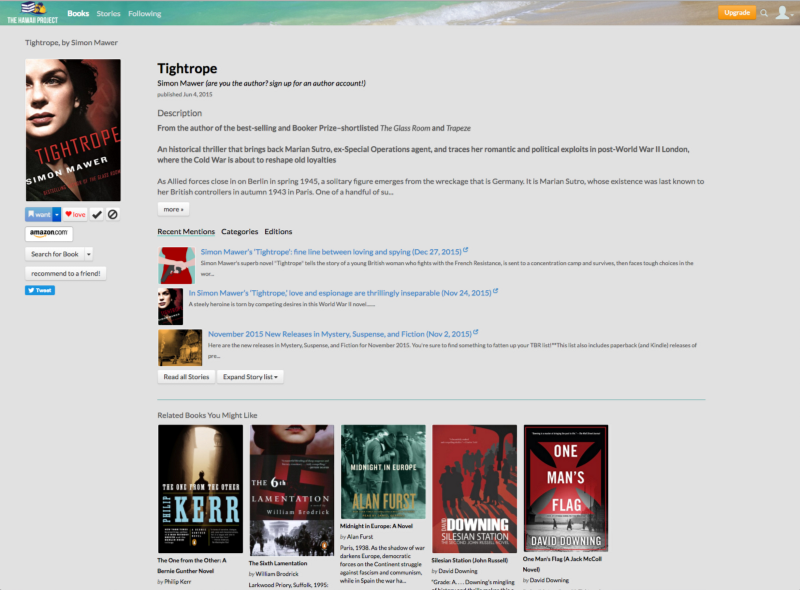 THE HAWAII PROJECT
Books Stories Following
Upgrade
Tightrope, by Simon Mawer
TIGHTROPE
SIMON MAWER
want
love
amazon.com
Search for Book
recommend to a friend!
Tweet
Tightrope
Simon Mawer (are you the author? sign up for an author account!)
published Jun 4, 2015
Description
From the author of the best-selling and Booker Prize–shortlisted The Glass Room and Trapeze
An historical thriller that brings back Marian Sutro, ex-Special Operations agent, and traces her romantic and political exploits in post-World War II London,
where the Cold War is about to reshape old loyalties
As Allied forces close in on Berlin in spring 1945, a solitary figure emerges from the wreckage that is Germany. It is Marian Sutro, whose existence was last known to
her British controllers in autumn 1943 in Paris. One of a handful of su...
more »
Recent Mentions Categories Editions
Simon Mawer's 'Tightrope': fine line between loving and spying (Dec 27, 2015)
Simon Mawer's superb novel "Tightrope" tells the story of a young British woman who fights with the French Resistance, is sent to a concentration camp and survives, then faces tough choices in the
wor...
In Simon Mawer's 'Tightrope,' love and espionage are thrillingly inseparable (Nov 24, 2015)
A steely heroine is torn by competing desires in this World War II novel......
November 2015 New Releases in Mystery, Suspense, and Fiction (Nov 2, 2015)
Here are the new releases in Mystery, Suspense, and Fiction for November 2015. You're sure to find something to fatten up your TBR list!**This list also includes paperback (and Kindle) releases of
pre...
Read all Stories Expand Story list
Related Books You Might Like
THE ONE FROM THE OTHER
PHILIP
KERR
The One from the Other: A
Bernie Gunther Novel
by Philip Kerr
THE 6th
LAMENTATION
a novel
William Brodrick
The Sixth Lamentation
by William Brodrick
Larkwood Priory, Suffolk, 1995:
MIDNIGHT IN EUROPE
ALAN FURST
Midnight in Europe: A Novel
by Alan Furst
Paris, 1938. As the shadow of war
darkens Europe, democratic
forces on the Continent struggle
against fascism and communism,
while in Spain the war ha...
DAVID
DOWNING
SILESIAN STATION
THE SECOND JOHN RUSSELL NOVEL
Silesian Station (John Russell)
by David Downing
"Grade: A. . . . Downing's mingling
ONE
MAN'S
FLAG
DAVID DOWNING
One Man's Flag (A Jack McColl
Novel)
by David Downing